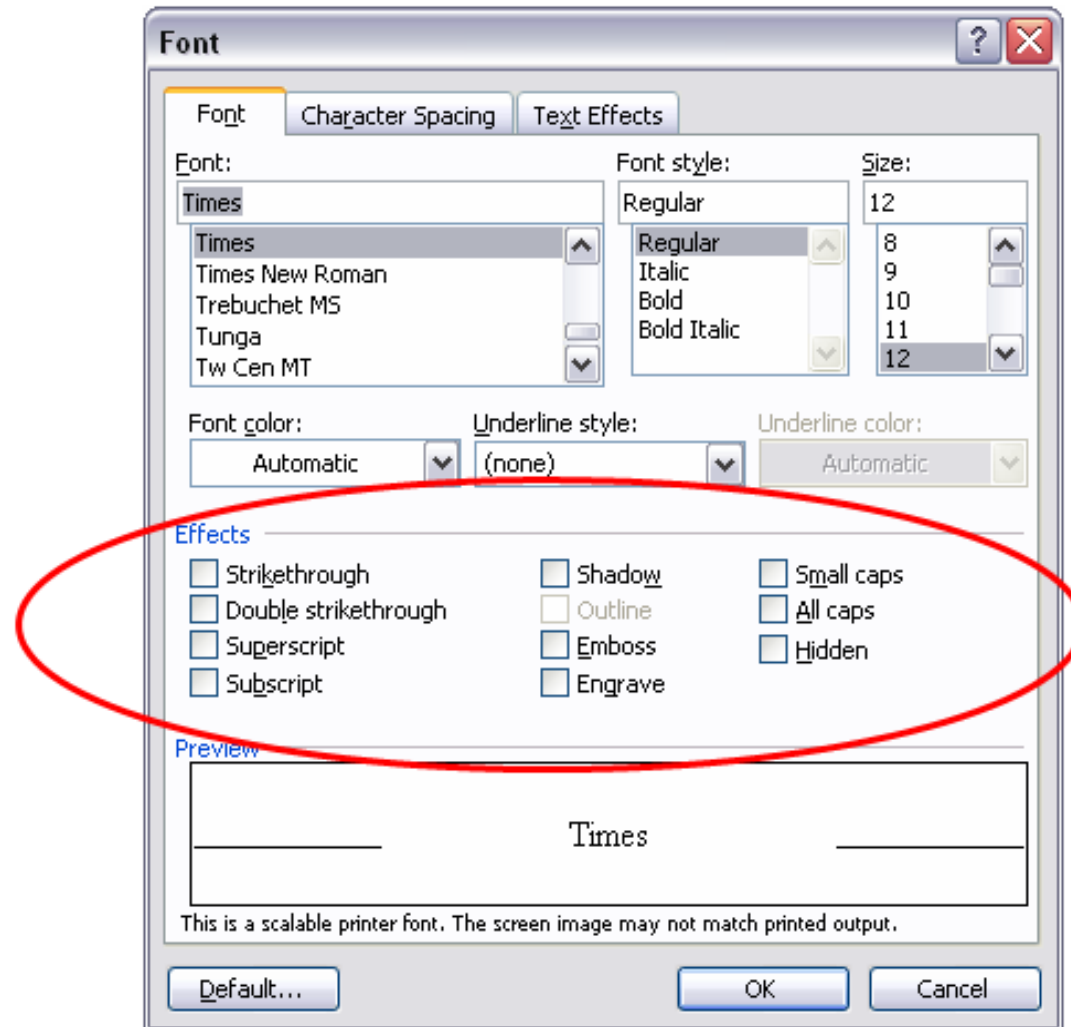 Font
?
Font Character Spacing Text Effects
Font: Font style: Size:
Times Regular 12
Times Regular 8
Times New Roman Italic 9
Trebuchet MS Bold 10
Tunga Bold Italic 11
Tw Cen MT 12
Font color: Underline style: Underline color:
Automatic (none) Automatic
Effects
Strikethrough Shadow Small caps
Double strikethrough Outline All caps
Superscript Emboss Hidden
Subscript Engrave
Preview
Times
This is a scalable printer font. The screen image may not match printed output.
Default... OK Cancel